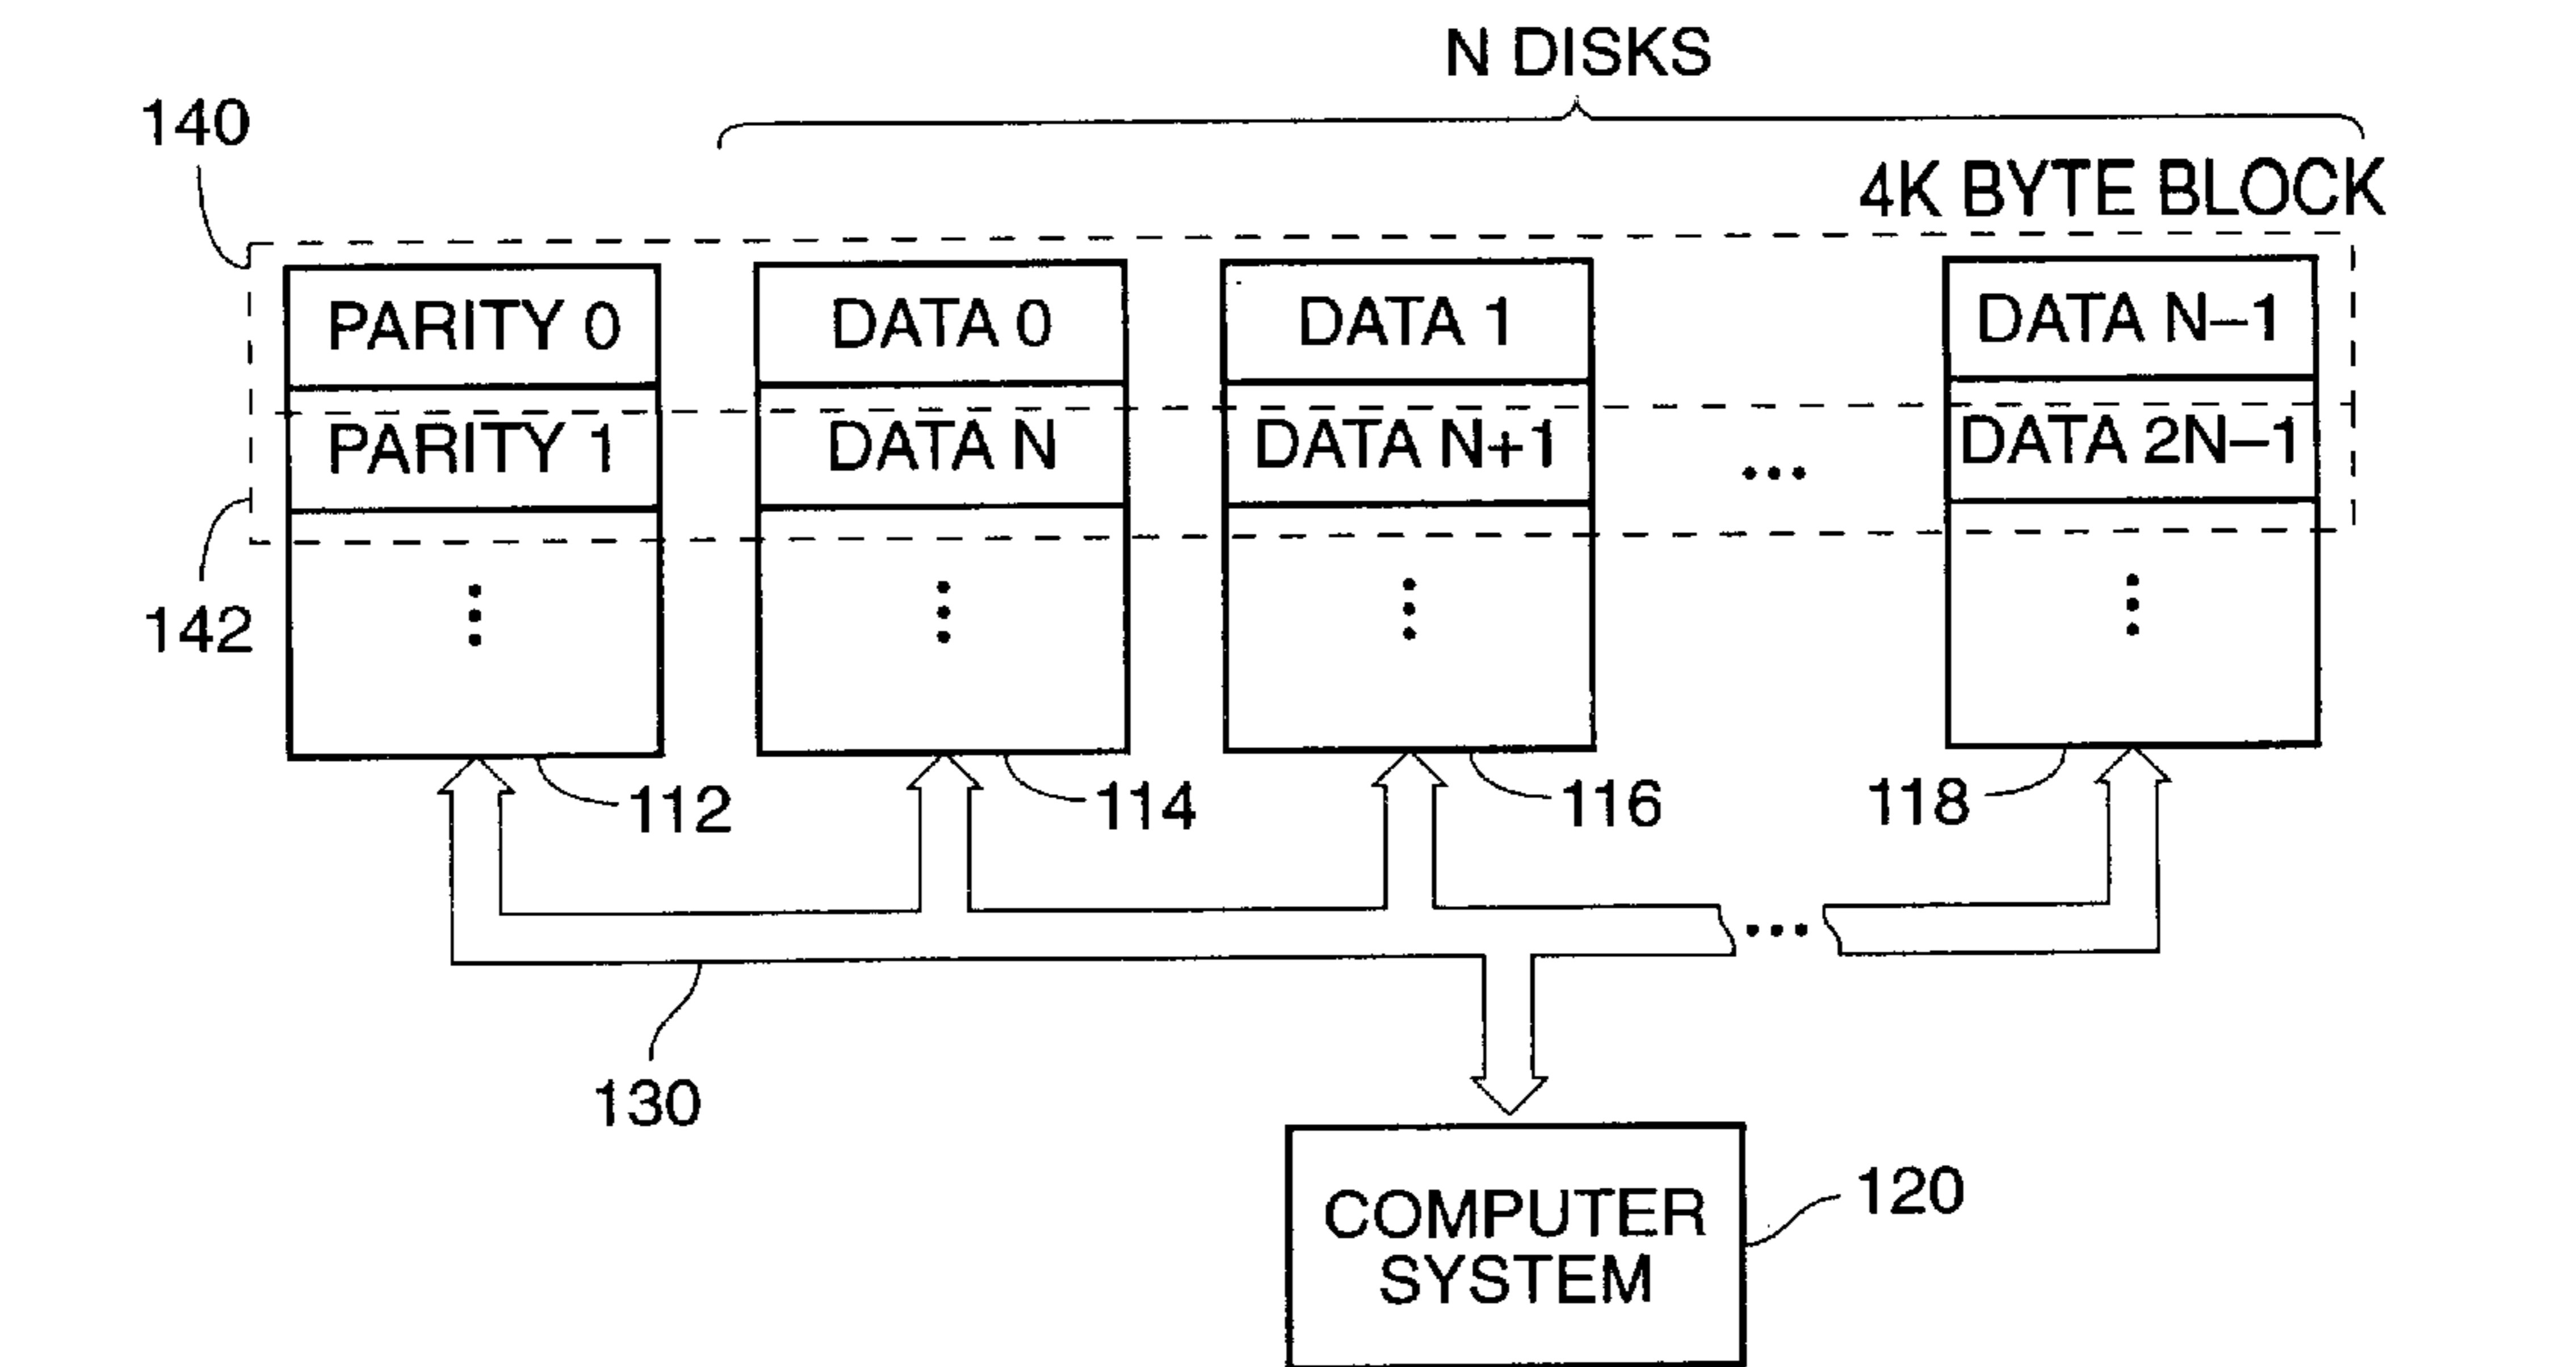 N DISKS
140
4K BYTE BLOCK
PARITY 0
DATA 0
DATA 1
DATA N–1
PARITY 1
DATA N
DATA N+1
...
DATA 2N–1
142
112
114
116
118
...
130
COMPUTER
SYSTEM
120